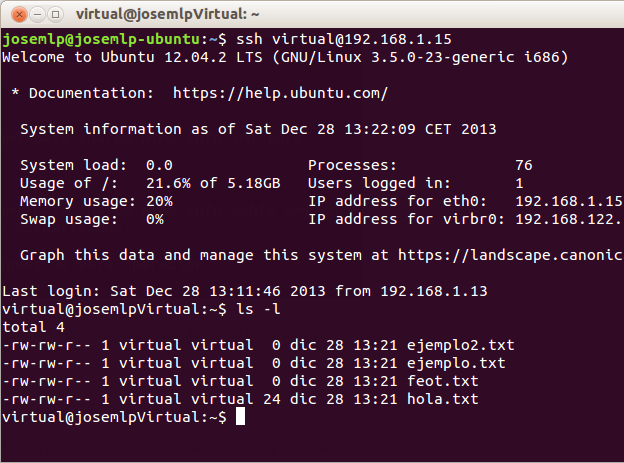 virtual@josemlpVirtual: ~
josemlp@josemlp-ubuntu:~$ ssh virtual@192.168.1.15
Welcome to Ubuntu 12.04.2 LTS (GNU/Linux 3.5.0-23-generic i686)
* Documentation:  https://help.ubuntu.com/
System information as of Sat Dec 28 13:22:09 CET 2013
System load:  0.0               Processes:             76
Usage of /:   21.6% of 5.18GB   Users logged in:       1
Memory usage: 20%               IP address for eth0:   192.168.1.15
Swap usage:   0%                IP address for virbr0: 192.168.122.
Graph this data and manage this system at https://landscape.canonic
Last login: Sat Dec 28 13:11:46 2013 from 192.168.1.13
virtual@josemlpVirtual:~$ ls -l
total 4
-rw-rw-r-- 1 virtual virtual  0 dic 28 13:21 ejemplo2.txt
-rw-rw-r-- 1 virtual virtual  0 dic 28 13:21 ejemplo.txt
-rw-rw-r-- 1 virtual virtual  0 dic 28 13:21 feot.txt
-rw-rw-r-- 1 virtual virtual 24 dic 28 13:21 hola.txt
virtual@josemlpVirtual:~$